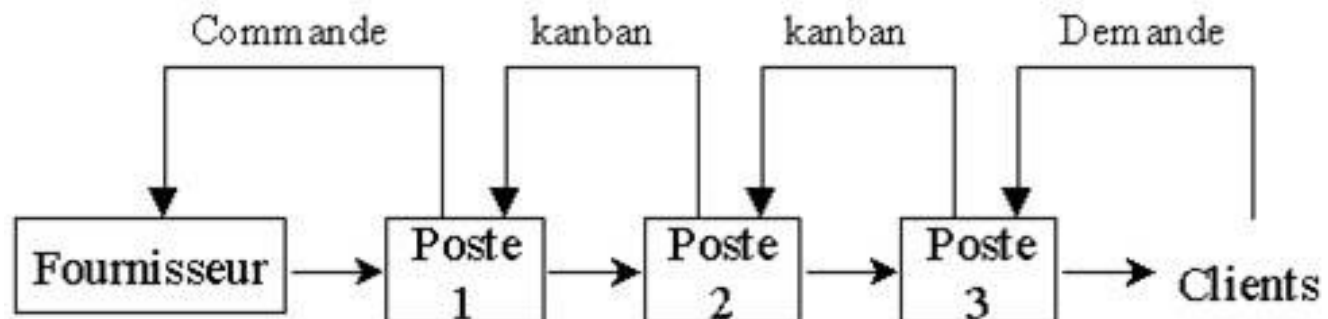 Commande kanban kanban Demande
Fournisseur
Poste
1
Poste
2
Poste
3
Clients